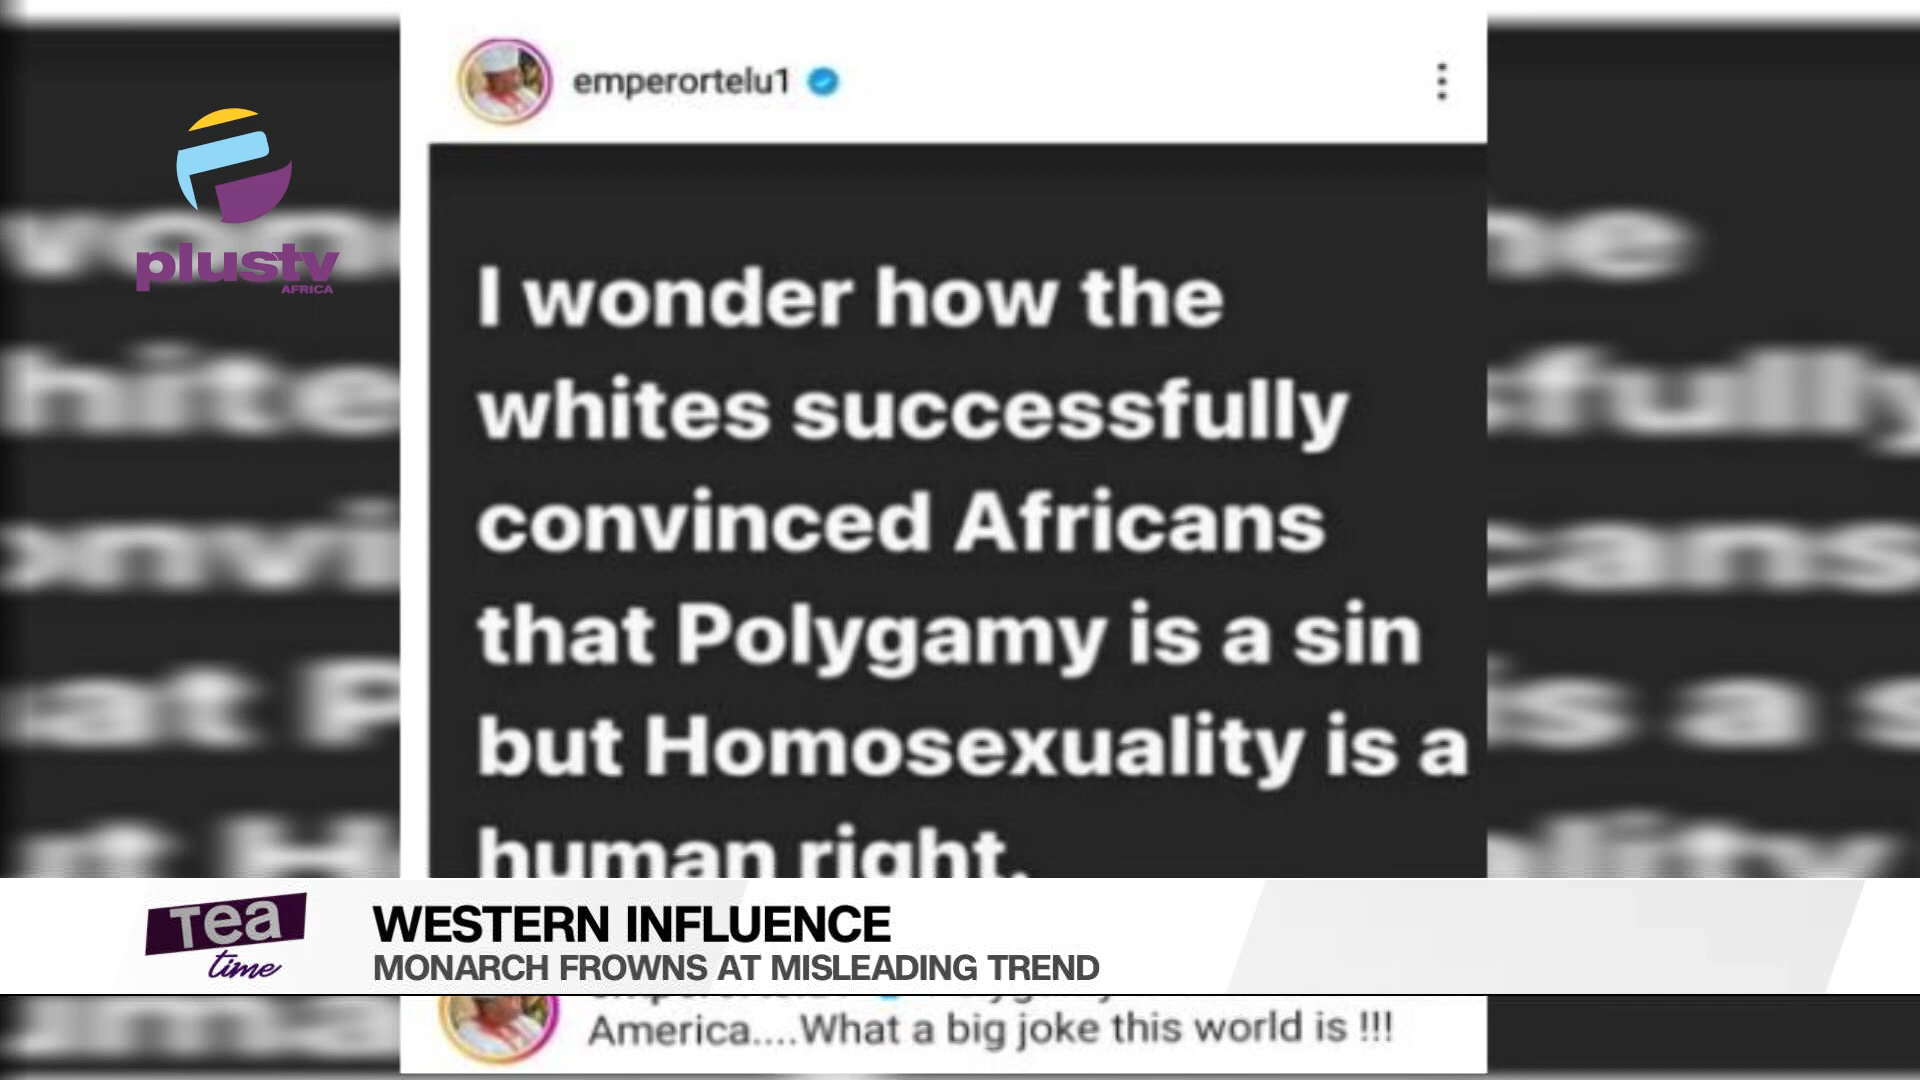 emperortelu1
plustv
AFRICA
I wonder how the
whites successfully
convinced Africans
that Polygamy is a sin
but Homosexuality is a
human right.
Tea
time
WESTERN INFLUENCE
MONARCH FROWNS AT MISLEADING TREND
America....What a big joke this world is !!!